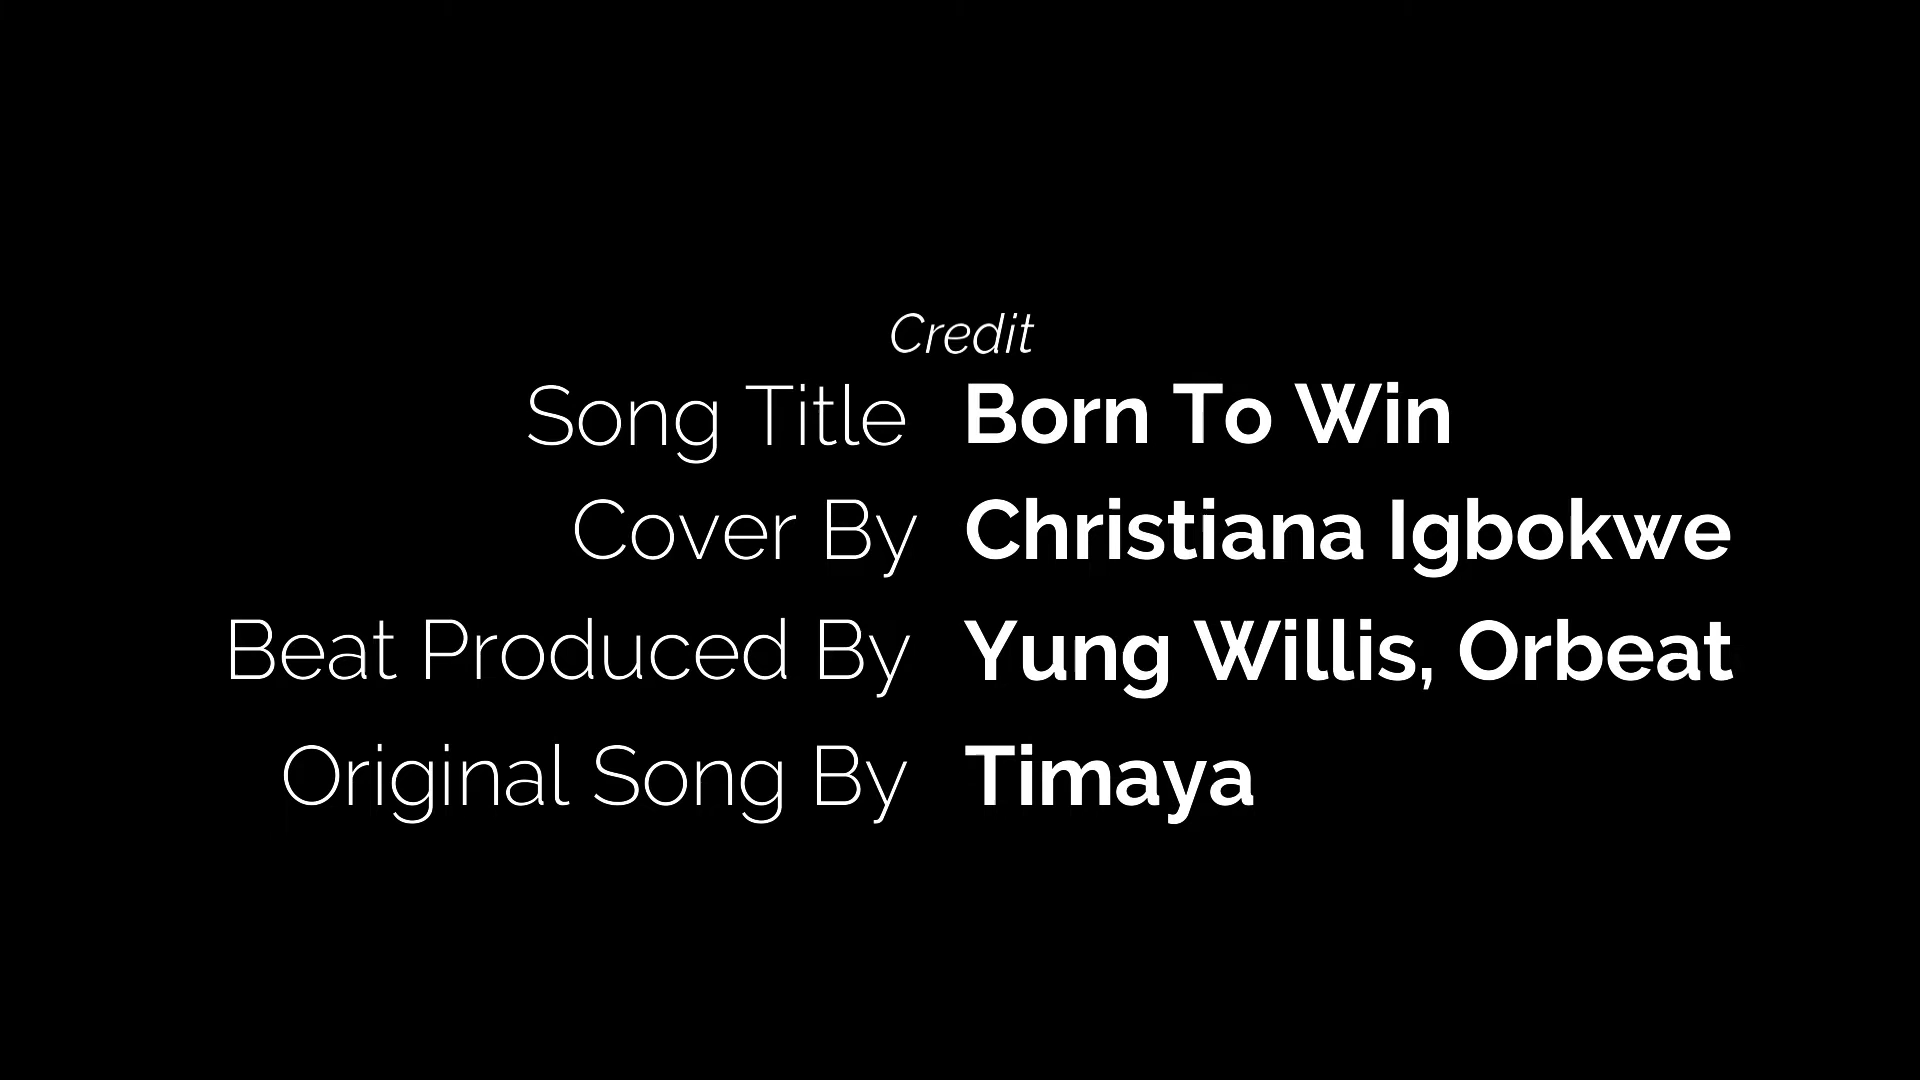 Credit
Song Title Born To Win
Cover By Christiana Igbokwe
Beat Produced By Yung Willis, Orbeat
Original Song By Timaya